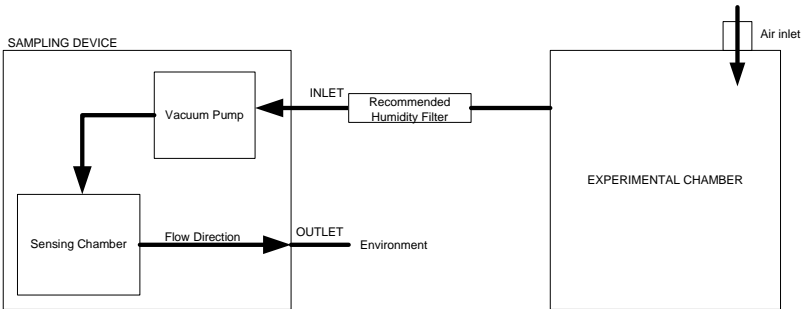 Air inlet
SAMPLING DEVICE
INLET
Recommended
Humidity Filter
Vacuum Pump
EXPERIMENTAL CHAMBER
OUTLET
Flow Direction
Sensing Chamber
Environment